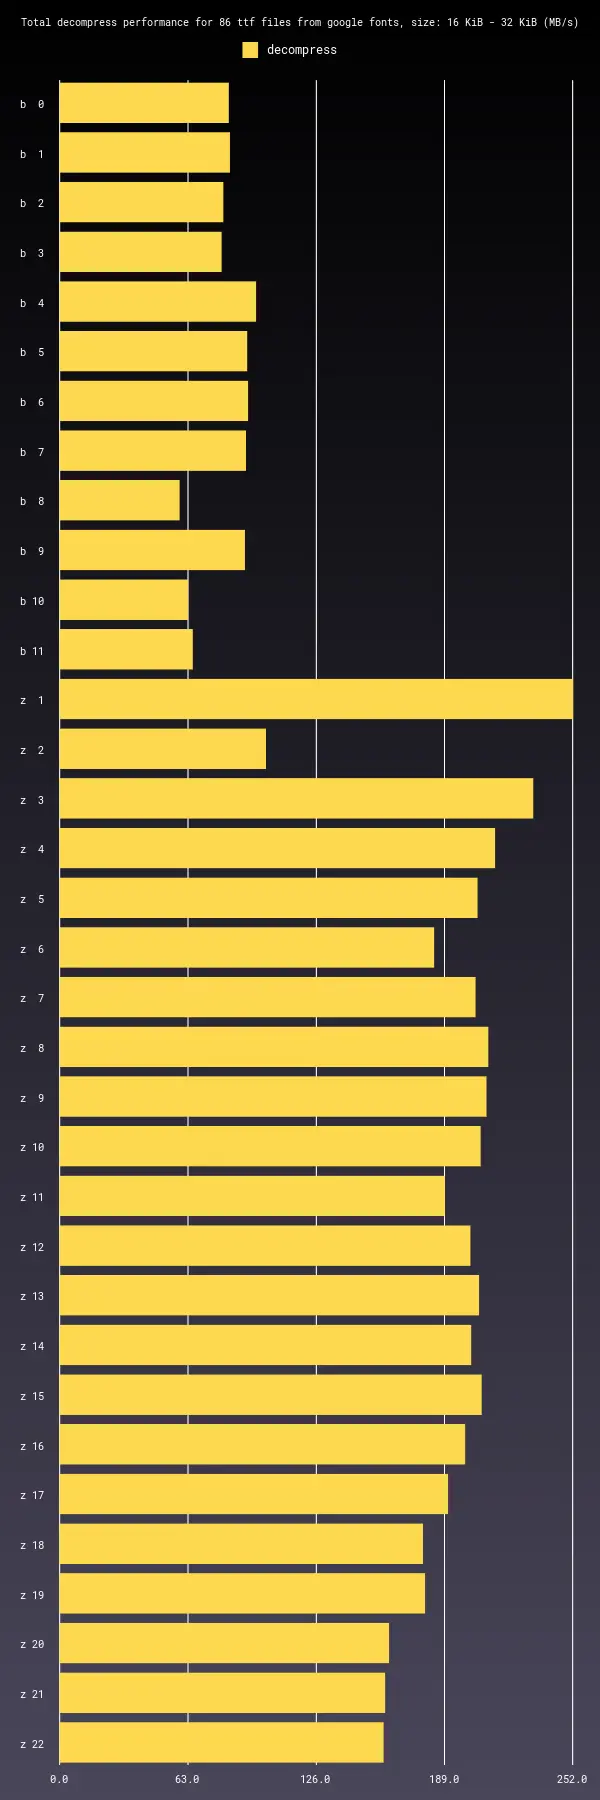 Total decompress performance for 86 ttf files from google fonts, size: 16 KiB - 32 KiB (MB/s)
decompress
b 0
b 1
b 2
b 3
b 4
b 5
b 6
b 7
b 8
b 9
b 10
b 11
z 1
z 2
z 3
z 4
z 5
z 6
z 7
z 8
z 9
z 10
z 11
z 12
z 13
z 14
z 15
z 16
z 17
z 18
z 19
z 20
z 21
z 22
0.0 63.0 126.0 189.0 252.0